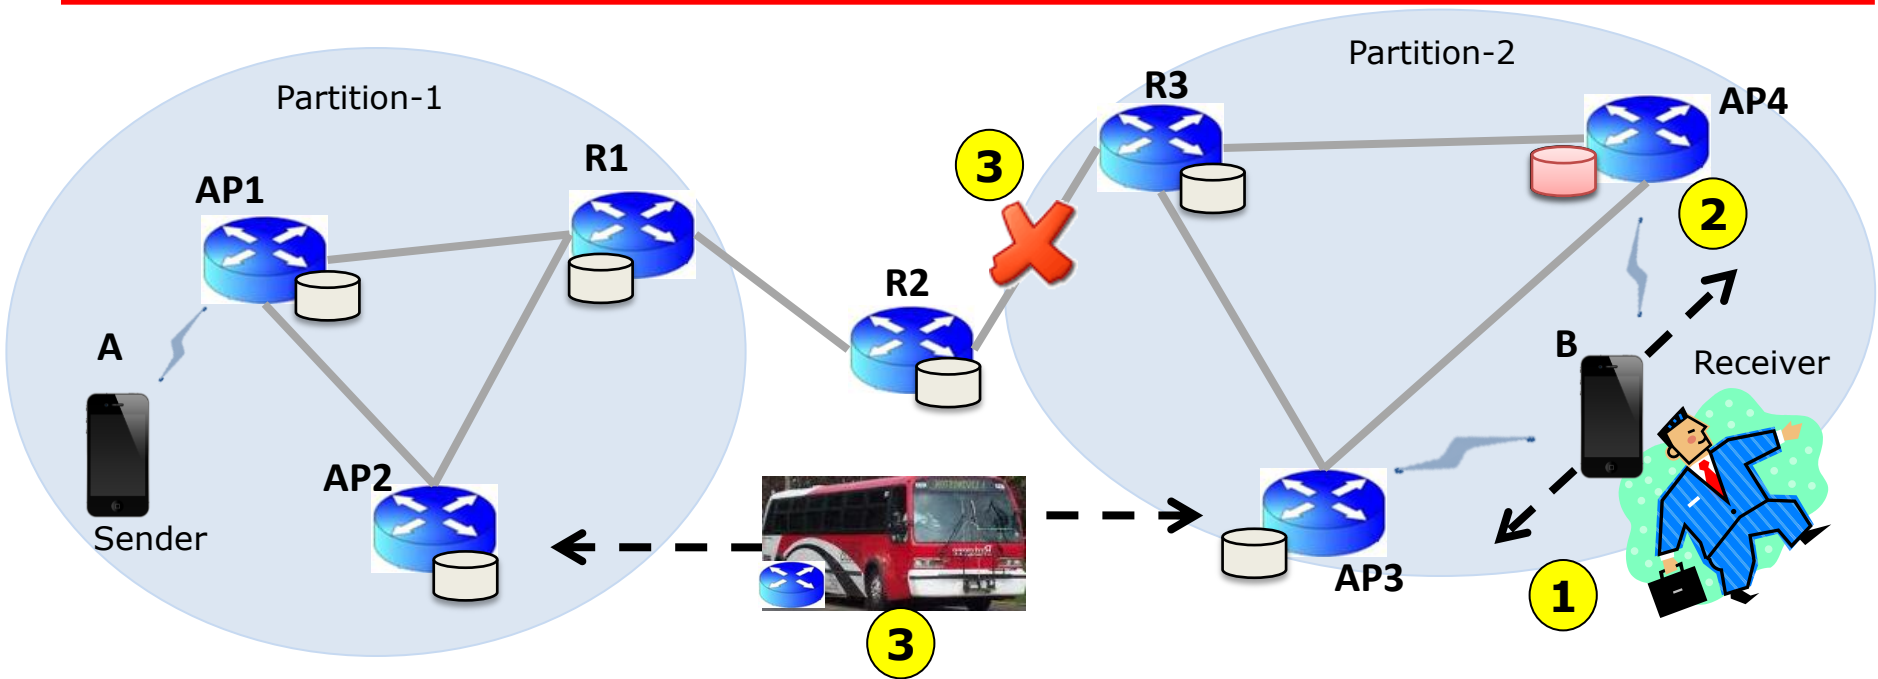 Partition-1
Partition-2
R3
AP4
3
R1
AP1
2
R2
A
B
Receiver
AP2
Sender
AP3
1
3